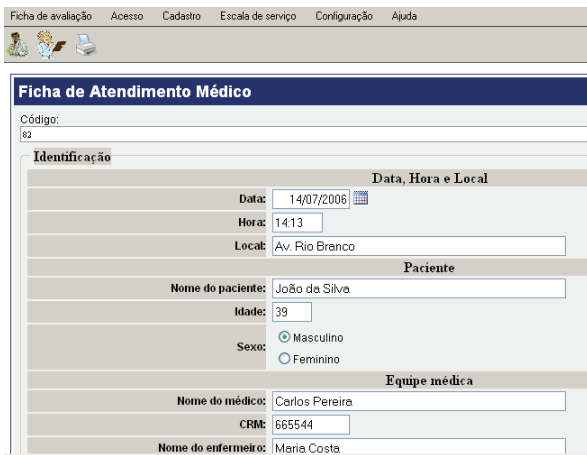 Ficha de avaliação Acesso Cadastro Escala de serviço Configuração Ajuda
Ficha de Atendimento Médico
Código:
82
Identificação
Data, Hora e Local
Data: 14/07/2006
Hora: 14:13
Local: Av. Rio Branco
Paciente
Nome do paciente: João da Silva
Idade: 39
Sexo: Masculino
Feminino
Equipe médica
Nome do médico: Carlos Pereira
CRM: 665544
Nome do enfermeiro: Maria Costa